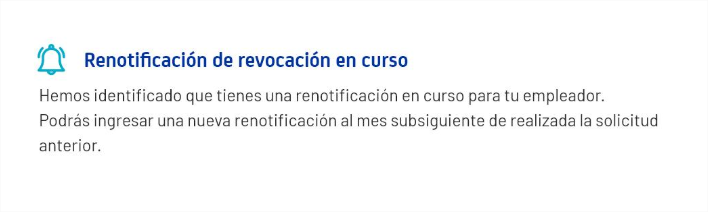 Renotificación de revocación en curso
Hemos identificado que tienes una renotificación en curso para tu empleador.
Podrás ingresar una nueva renotificación al mes subsiguiente de realizada la solicitud
anterior.